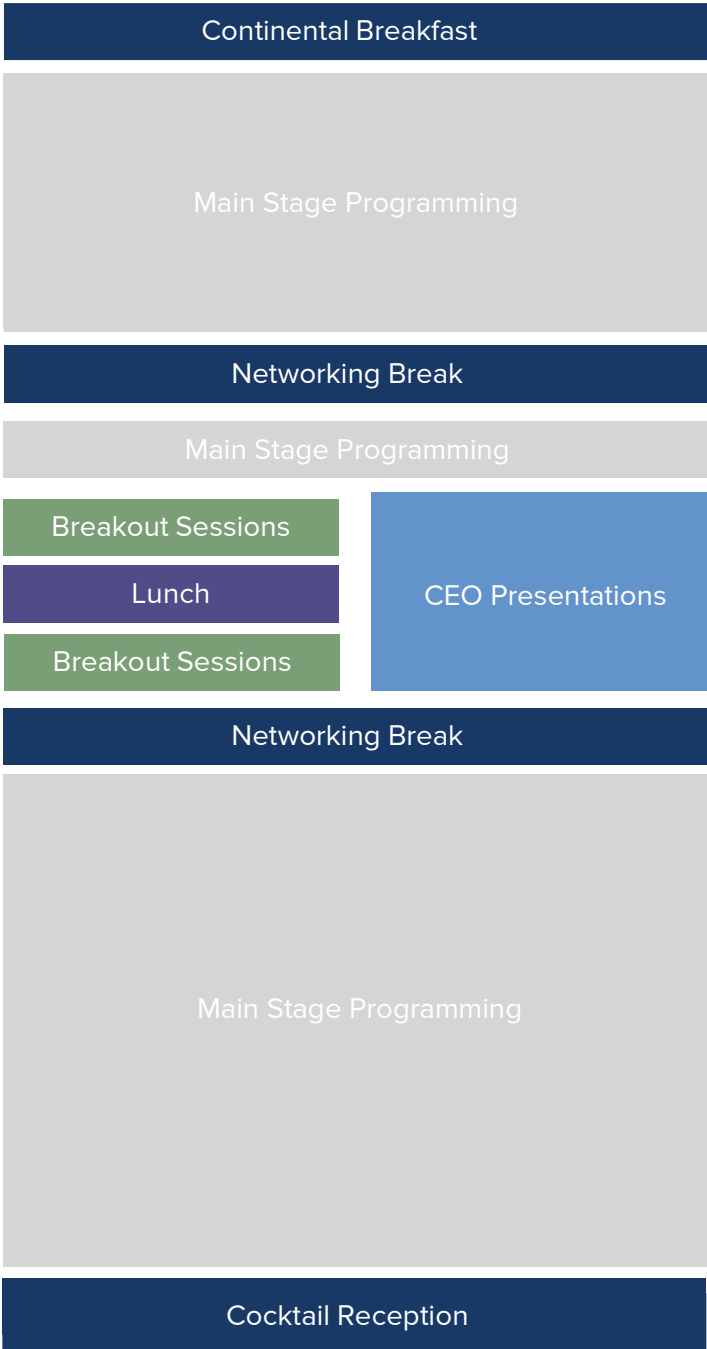 Continental Breakfast
Main Stage Programming
Networking Break
Main Stage Programming
Breakout Sessions
Lunch
Breakout Sessions
CEO Presentations
Networking Break
Main Stage Programming
Cocktail Reception